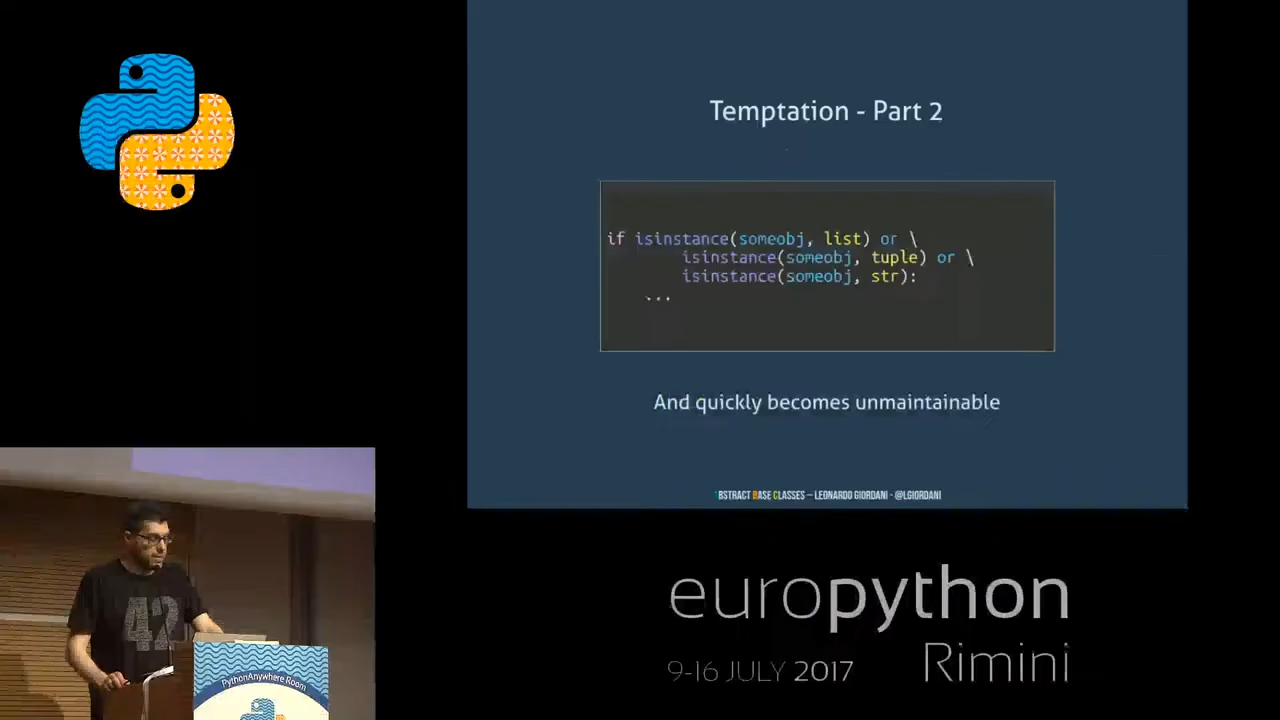 Temptation - Part 2
if isinstance(someobj, list) or \
isinstance(someobj, tuple) or \
isinstance(someobj, str):
...
And quickly becomes unmaintainable
ABSTRACT BASE CLASSES – LEONARDO GIORDANI - @LGIORDANI
42
PythonAnywhere Room
europython
9-16 JULY 2017
Rimini